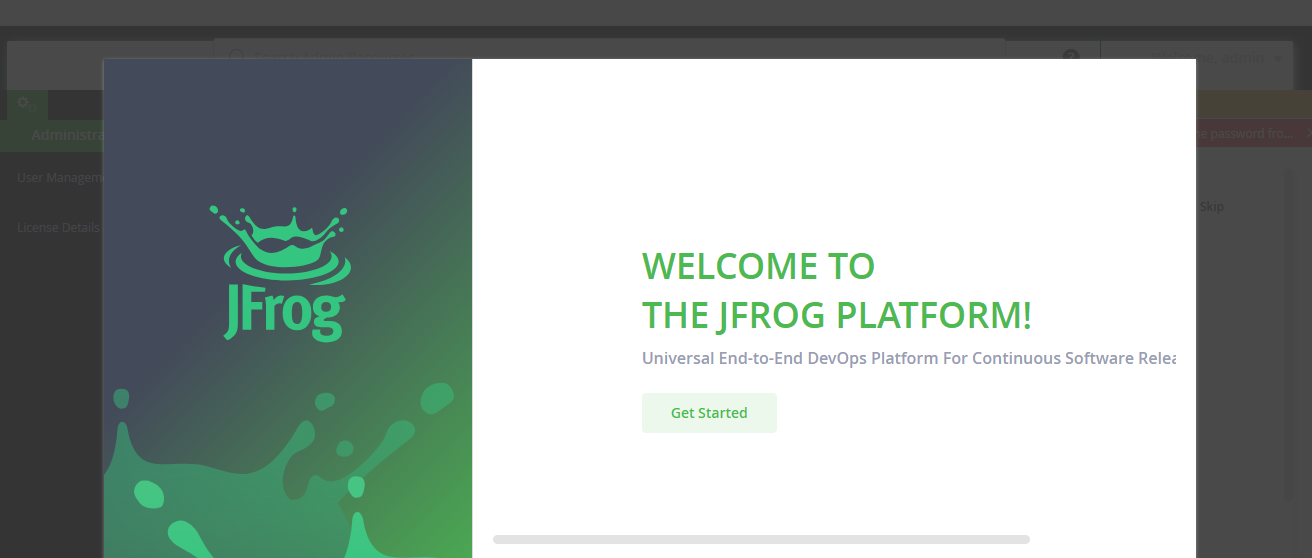 Welcome, admin
Administra
e password fro...
User Managem
Skip
License Details
JFrog
WELCOME TO
THE JFROG PLATFORM!
Universal End-to-End DevOps Platform For Continuous Software Relea
Get Started